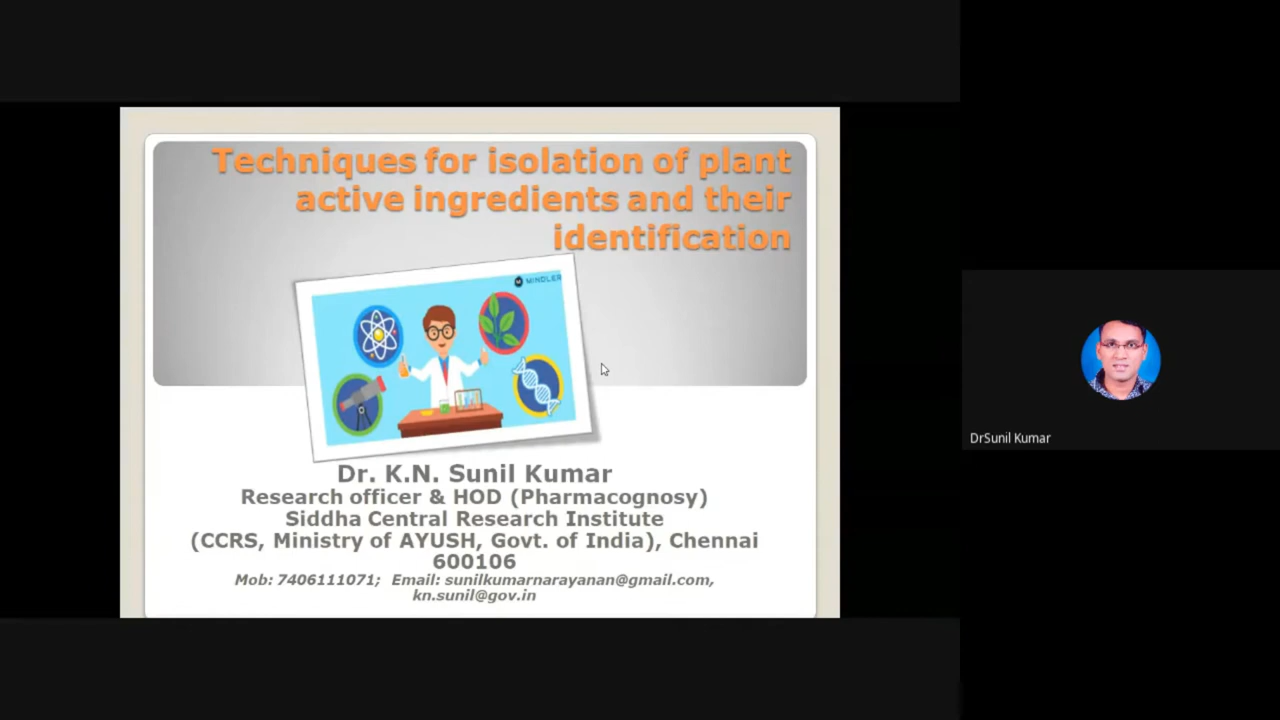 Techniques for isolation of plant
active ingredients and their
identification
MINDLER
Dr. K.N. Sunil Kumar
Research officer & HOD (Pharmacognosy)
Siddha Central Research Institute
(CCRS, Ministry of AYUSH, Govt. of India), Chennai
600106
Mob: 7406111071; Email: sunilkumarnarayanan@gmail.com,
kn.sunil@gov.in
DrSunil Kumar